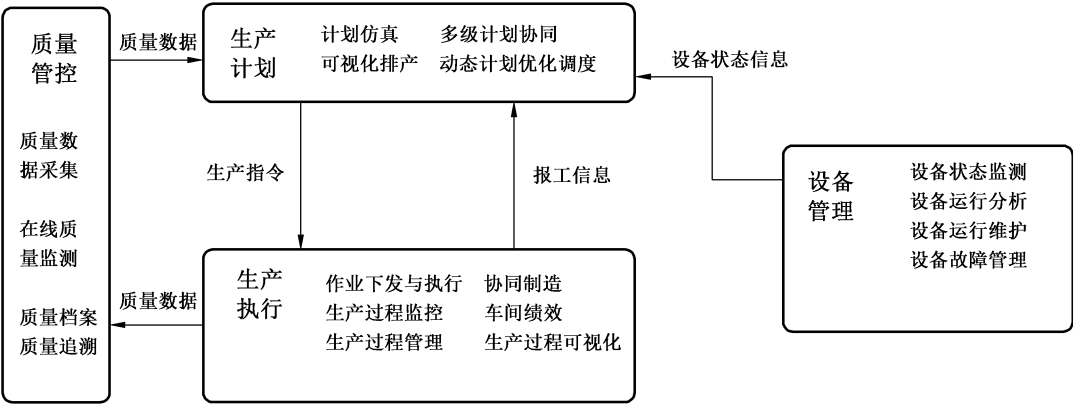 质量
管控
质量数
据采集
在线质
量监测
质量档案
质量追溯
质量数据
生产
计划
计划仿真 多级计划协同
可视化排产 动态计划优化调度
设备状态信息
生产指令
报工信息
设备
管理
设备状态监测
设备运行分析
设备运行维护
设备故障管理
质量数据
生产
执行
作业下发与执行 协同制造
生产过程监控 车间绩效
生产过程管理 生产过程可视化